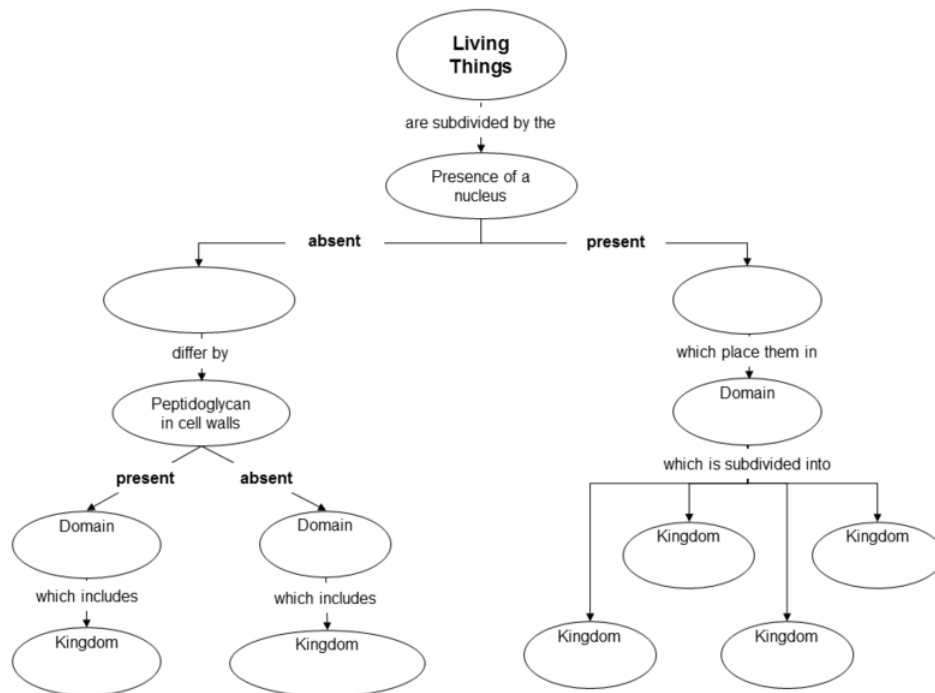 Living
Things
are subdivided by the
Presence of a
nucleus
absent
present
differ by
which place them in
Peptidoglycan
in cell walls
Domain
which is subdivided into
present
absent
Domain
Domain
Kingdom
Kingdom
which includes
which includes
Kingdom
Kingdom
Kingdom
Kingdom